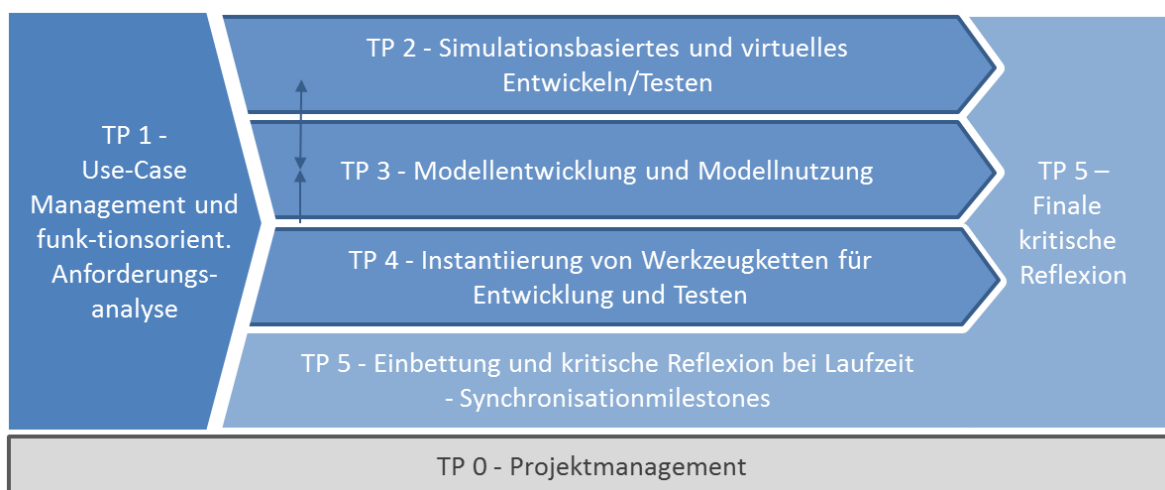 TP 1 -
Use-Case
Management und
funk-tionsorient.
Anforderungs-
analyse
TP 2 - Simulationsbasiertes und virtuelles
Entwickeln/Testen
TP 3 - Modellentwicklung und Modellnutzung
TP 4 - Instantiierung von Werkzeugketten für
Entwicklung und Testen
TP 5 - Einbettung und kritische Reflexion bei Laufzeit
- Synchronisationmilestones
TP 5 –
Finale
kritische
Reflexion
TP 0 - Projektmanagement